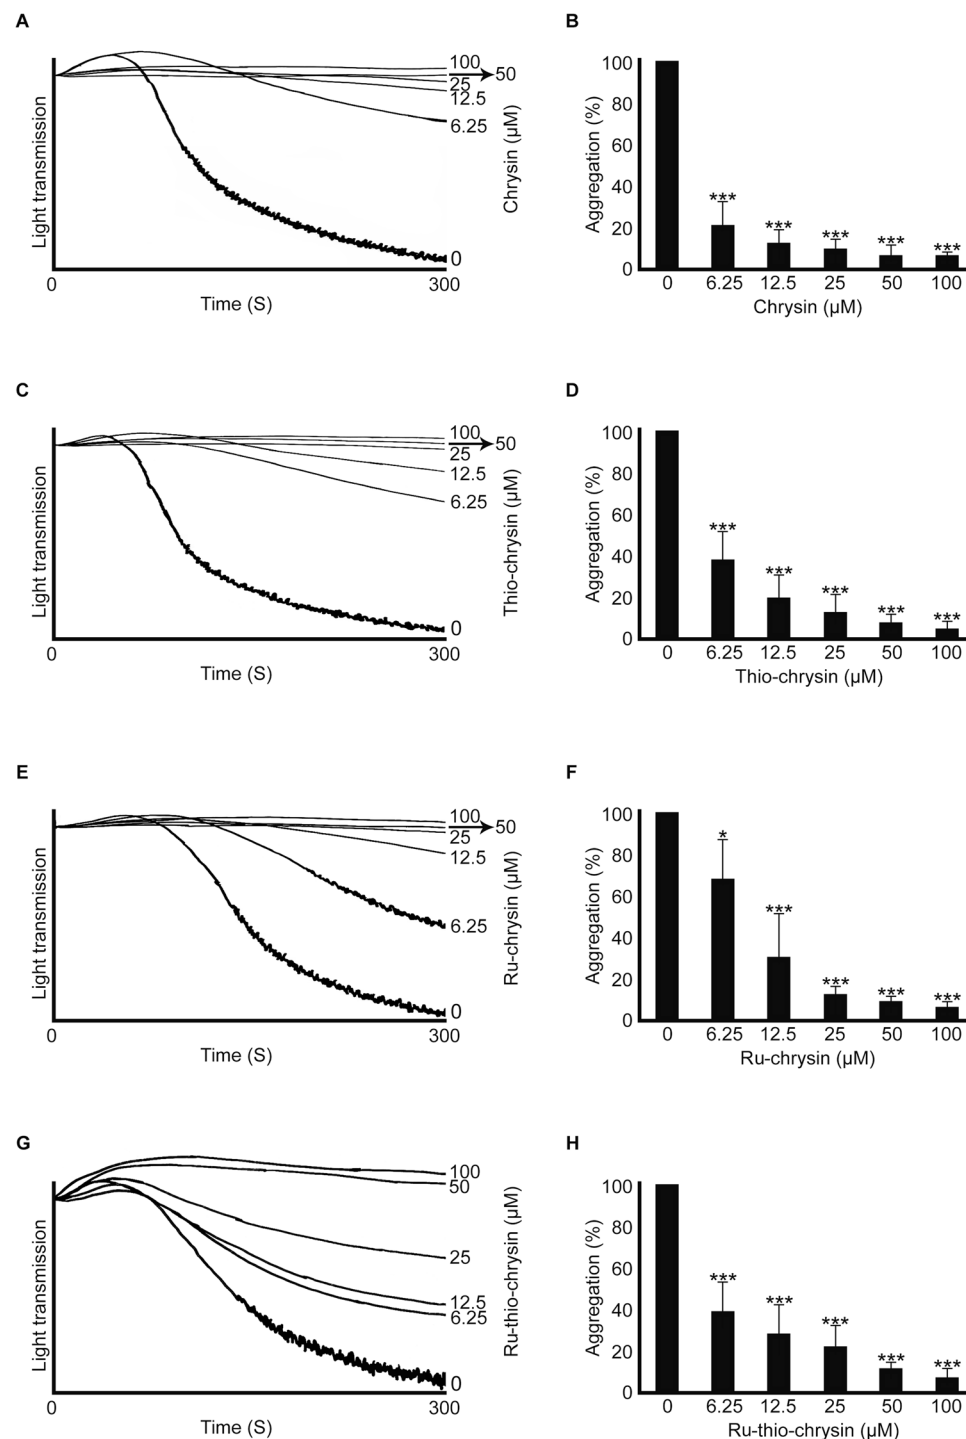 A
Light transmission
100
50
25
12.5
6.25
0
Chrysin (µM)
0
300
Time (S)
B
Aggregation (%)
100
80
60
40
20
0
***
***
***
***
***
0 6.25 12.5 25 50 100
Chrysin (µM)
C
Light transmission
100
50
25
12.5
6.25
0
Thio-chrysin (µM)
0
300
Time (S)
D
Aggregation (%)
100
80
60
40
20
0
***
***
***
***
***
0 6.25 12.5 25 50 100
Thio-chrysin (µM)
E
Light transmission
100
50
25
12.5
6.25
0
Ru-chrysin (µM)
0
300
Time (S)
F
Aggregation (%)
100
80
60
40
20
0
*
***
***
***
***
0 6.25 12.5 25 50 100
Ru-chrysin (µM)
G
Light transmission
100
50
25
12.5
6.25
0
Ru-thio-chrysin (µM)
0
300
Time (S)
H
Aggregation (%)
100
80
60
40
20
0
***
***
***
***
***
0 6.25 12.5 25 50 100
Ru-thio-chrysin (µM)